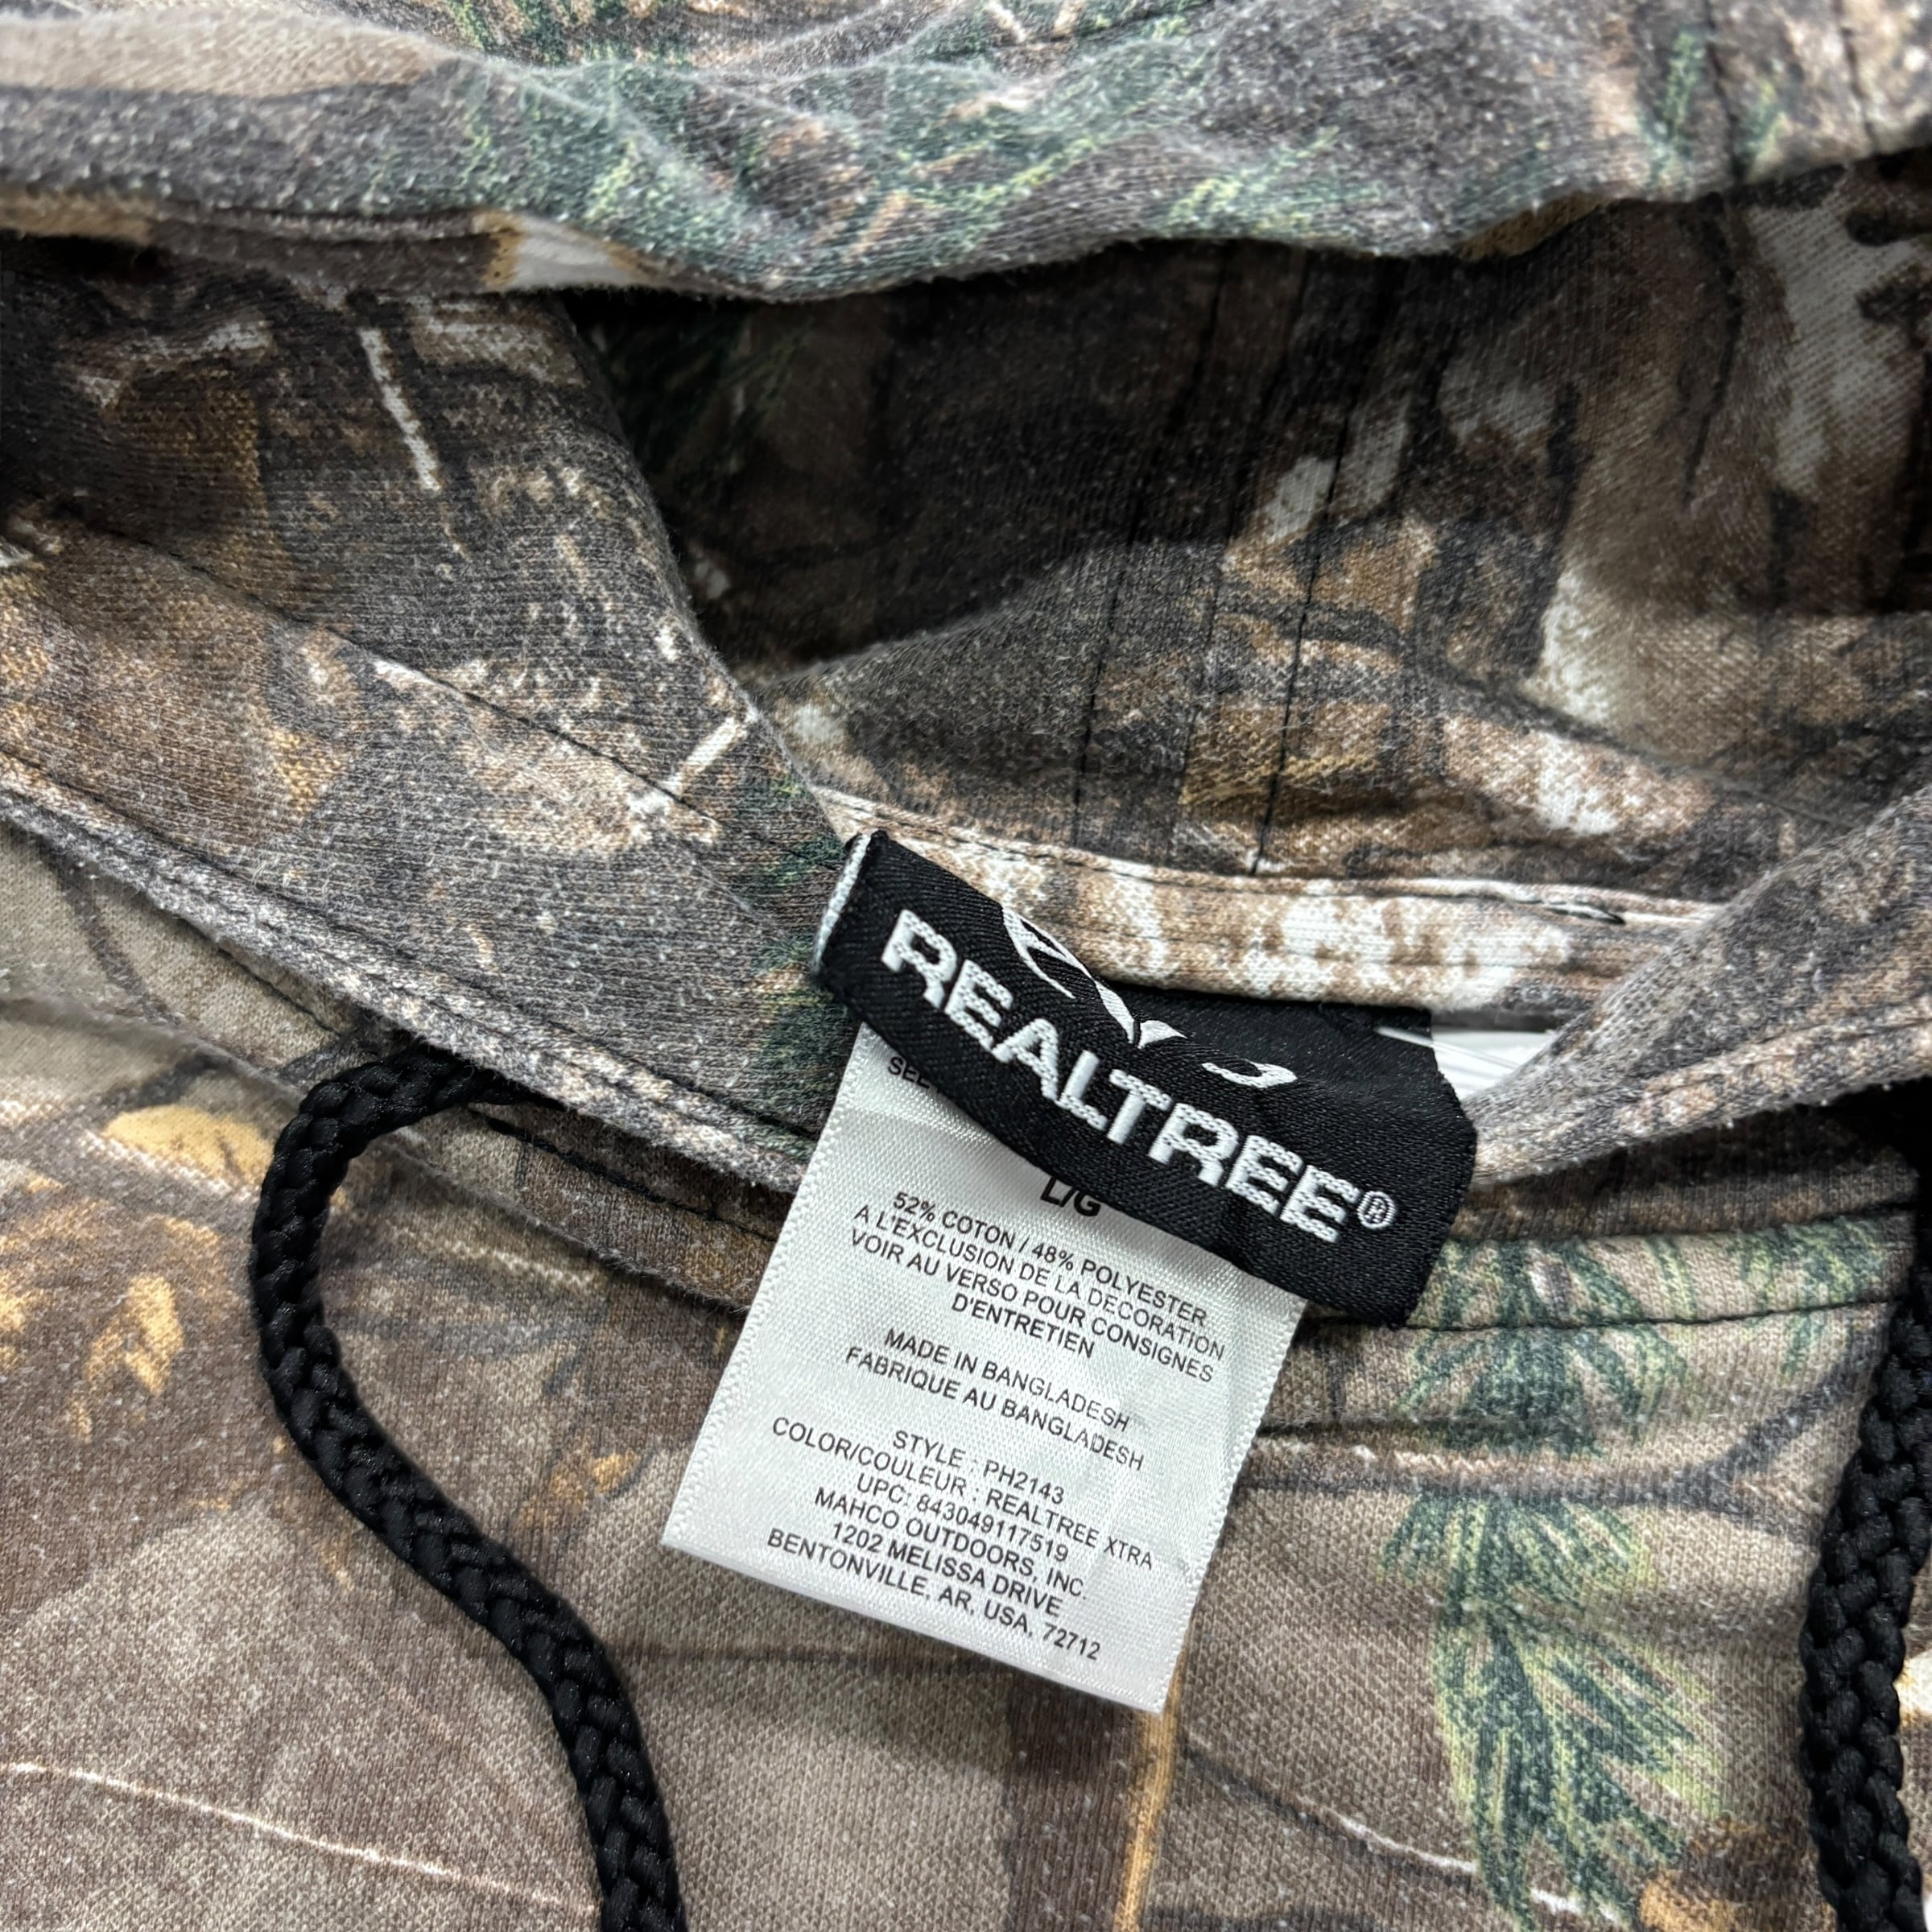 REALTREE®
SEE
L/G
52% COTON / 48% POLYESTER
A L'EXCLUSION DE LA DECORATION
VOIR AU VERSO POUR CONSIGNES
D'ENTRETIEN
MADE IN BANGLADESH
FABRIQUE AU BANGLADESH
STYLE : PH2143
COLOR/COULEUR : REALTREE XTRA
UPC: 843049117519
MAHCO OUTDOORS, INC.
1202 MELISSA DRIVE
BENTONVILLE, AR, USA, 72712